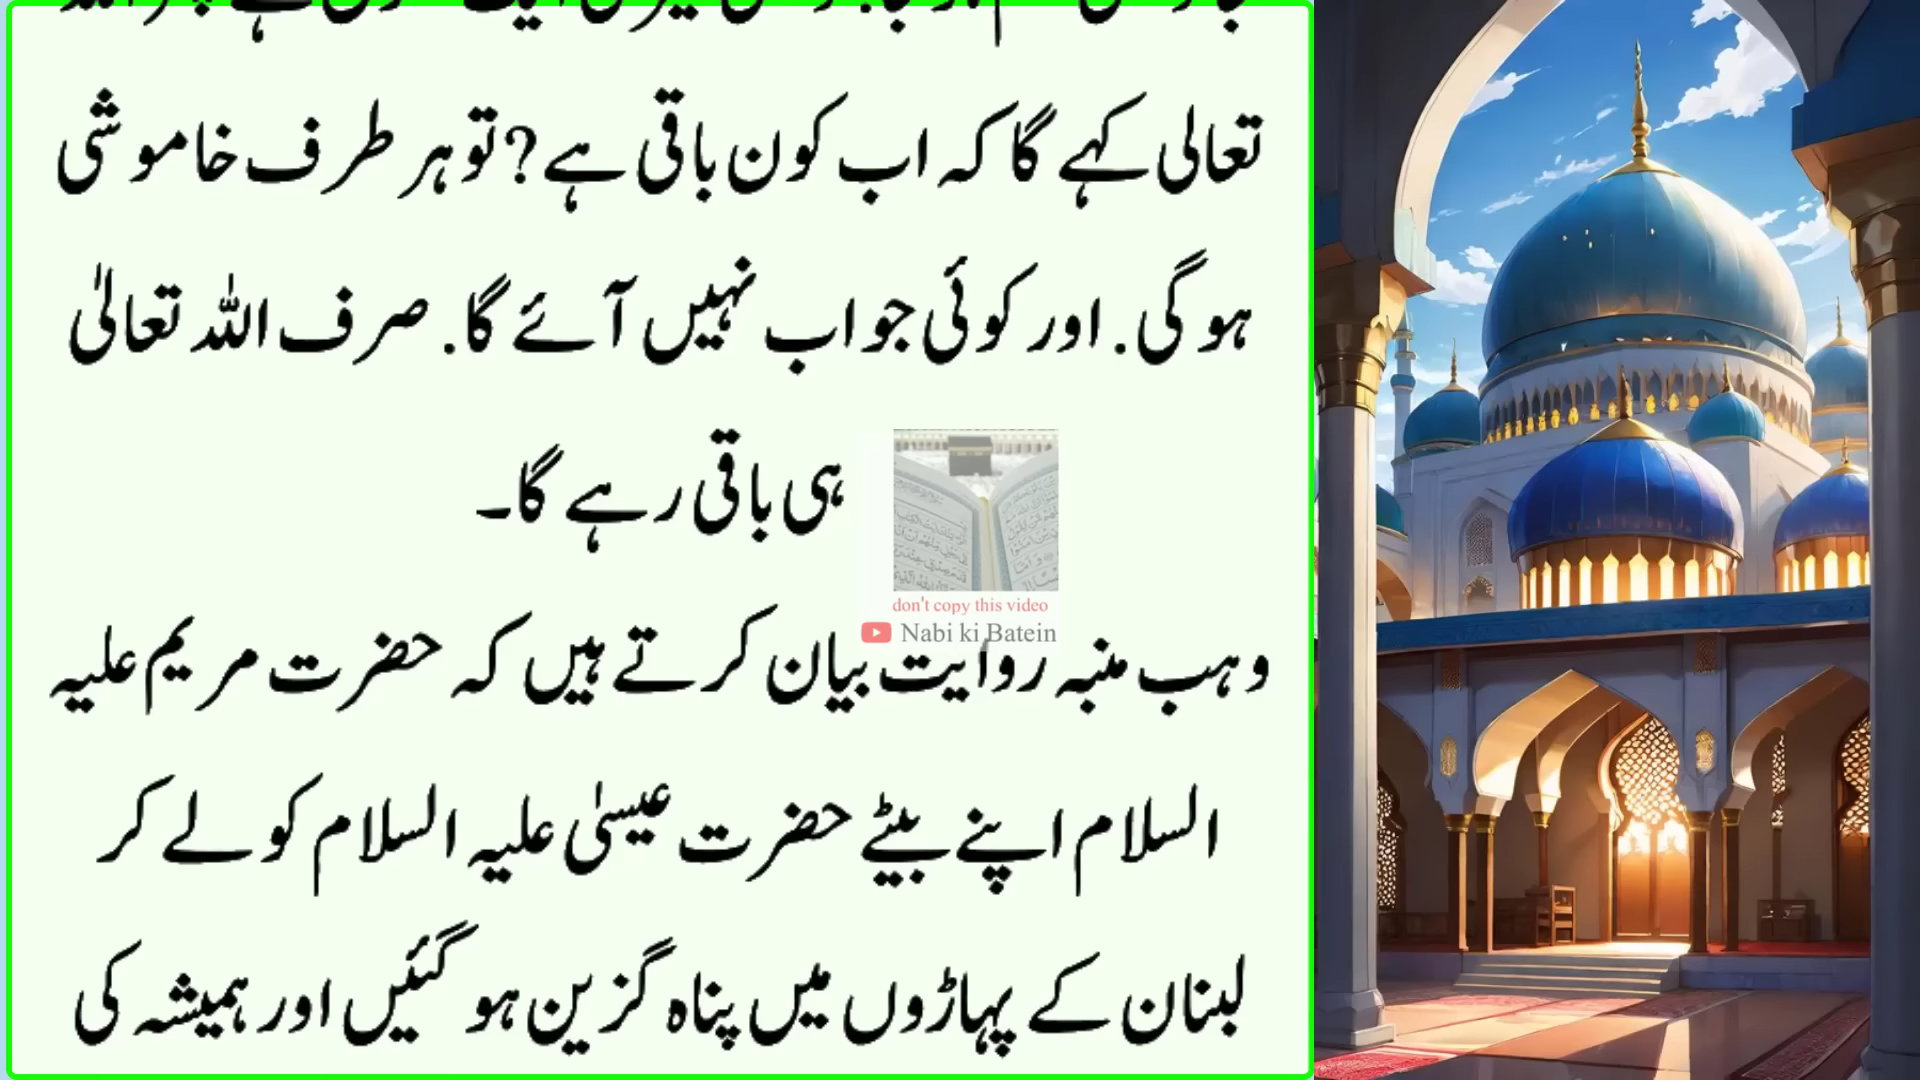 تعالی کہے گا کہ اب کون باقی ہے؟ تو ہر طرف خاموشی
ہوگی. اور کوئی جواب نہیں آئے گا. صرف اللہ تعالیٰ
ہی باقی رہے گا۔
don't copy this video
Nabi ki Batein
وہب منبہ روایت بیان کرتے ہیں کہ حضرت مریم علیہ
السلام اپنے بیٹے حضرت عیسیٰ علیہ السلام کو لے کر
لبنان کے پہاڑوں میں پناہ گزین ہو گئیں اور ہمیشہ کی